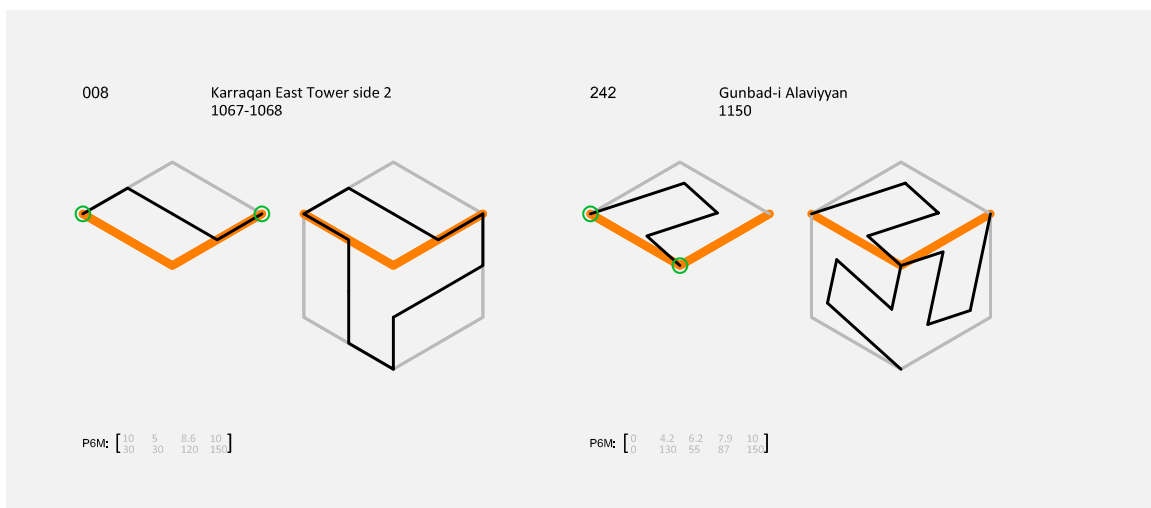 008 Karraqan East Tower side 2
1067-1068
242 Gunbad-i Alaviyyan
1150
P6M: [10 5 8.6 10]
30 30 120 150
P6M: [0 4.2 6.2 7.9 10]
0 130 55 87 150